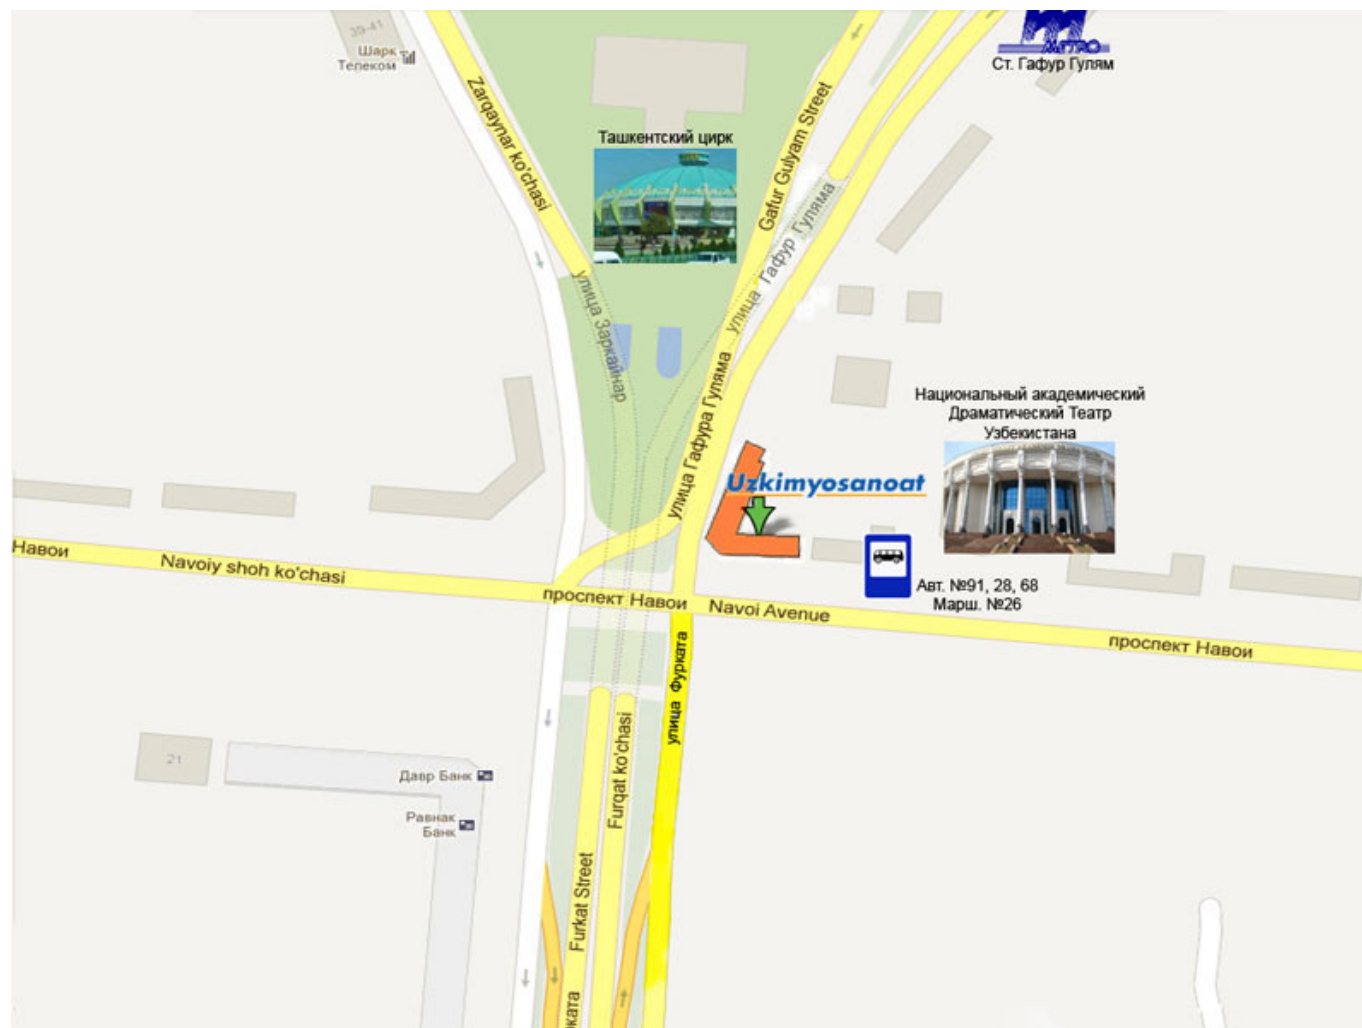 39-41
Шарк
Телеком
METPO
Ст. Гафур Гулям
Zarqaynar ko'chasi
Ташкентский цирк
Gafur Gulyam Street
улица Гафур Гуляма
улица Заркайнар
улица Гафура Гуляма
Национальный академический
Драматический Театр
Узбекистана
Uzkimyosanoat
Навои
Navoiy shoh ko'chasi
проспект Навои
Navoi Avenue
Авт. №91, 28, 68
Марш. №26
проспект Навои
улица Фурката
21
Давр Банк
Равнак
Банк
Furqat ko'chasi
Furkat Street
ката